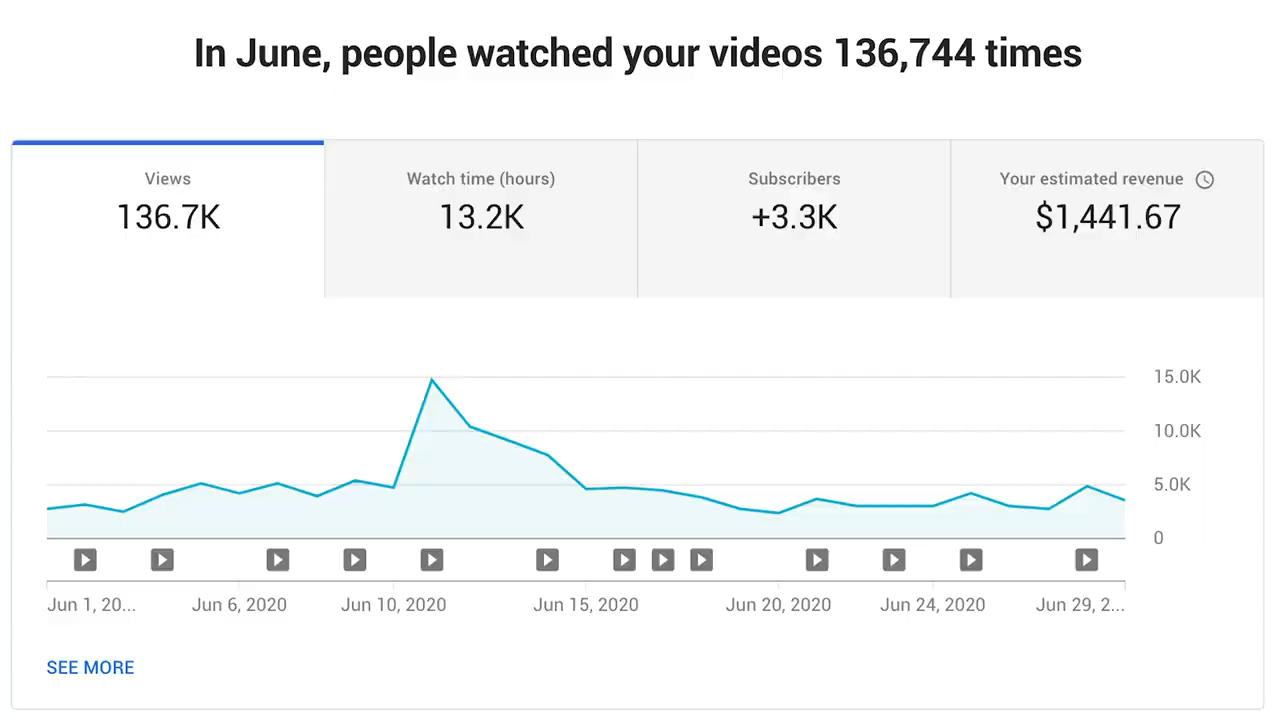 In June, people watched your videos 136,744 times
Views
136.7K
Watch time (hours)
13.2K
Subscribers
+3.3K
Your estimated revenue
$1,441.67
15.0K
10.0K
5.0K
0
Jun 1, 20... Jun 6, 2020 Jun 10, 2020 Jun 15, 2020 Jun 20, 2020 Jun 24, 2020 Jun 29, 2...
SEE MORE